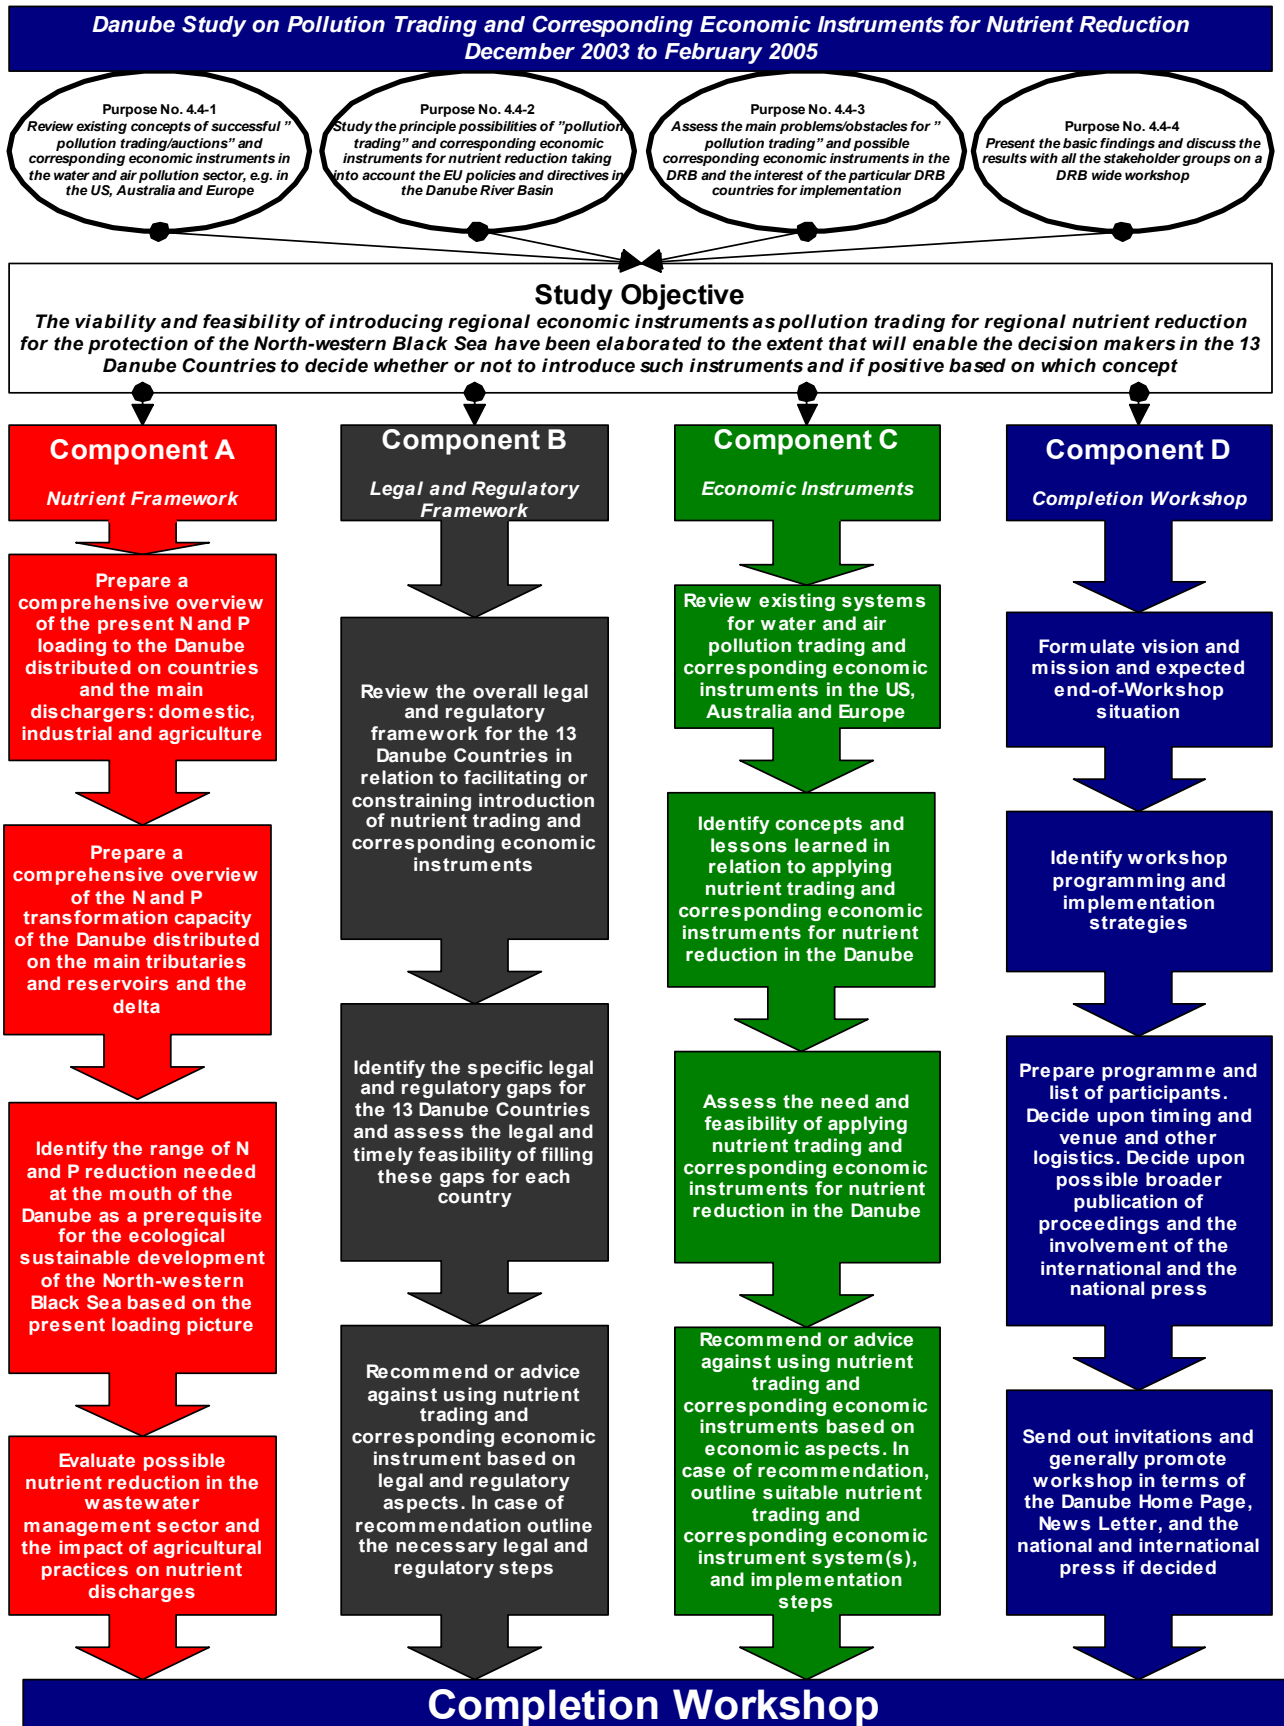 Danube Study on Pollution Trading and Corresponding Economic Instruments for Nutrient Reduction
December 2003 to February 2005
Purpose No. 4.4-1
Review existing concepts of successful ”
pollution trading/auctions” and
corresponding economic instruments in
the water and air pollution sector, e.g. in
the US, Australia and Europe
Purpose No. 4.4-2
Study the principle possibilities of ”pollution
trading” and corresponding economic
instruments for nutrient reduction taking
into account the EU policies and directives in
the Danube River Basin
Purpose No. 4.4-3
Assess the main problems/obstacles for ”
pollution trading” and possible
corresponding economic instruments in the
DRB and the interest of the particular DRB
countries for implementation
Purpose No. 4.4-4
Present the basic findings and discuss the
results with all the stakeholder groups on a
DRB wide workshop
Study Objective
The viability and feasibility of introducing regional economic instruments as pollution trading for regional nutrient reduction
for the protection of the North-western Black Sea have been elaborated to the extent that will enable the decision makers in the 13
Danube Countries to decide whether or not to introduce such instruments and if positive based on which concept
Component A
Nutrient Framework
Prepare a
comprehensive overview
of the present N and P
loading to the Danube
distributed on countries
and the main
dischargers: domestic,
industrial and agriculture
Prepare a
comprehensive overview
of the N and P
transformation capacity
of the Danube distributed
on the main tributaries
and reservoirs and the
delta
Identify the range of N
and P reduction needed
at the mouth of the
Danube as a prerequisite
for the ecological
sustainable development
of the North-western
Black Sea based on the
present loading picture
Evaluate possible
nutrient reduction in the
wastewater
management sector and
the impact of agricultural
practices on nutrient
discharges
Component B
Legal and Regulatory
Framework
Review the overall legal
and regulatory
framework for the 13
Danube Countries in
relation to facilitating or
constraining introduction
of nutrient trading and
corresponding economic
instruments
Identify the specific legal
and regulatory gaps for
the 13 Danube Countries
and assess the legal and
timely feasibility of filling
these gaps for each
country
Recommend or advice
against using nutrient
trading and
corresponding economic
instrument based on
legal and regulatory
aspects. In case of
recommendation outline
the necessary legal and
regulatory steps
Component C
Economic Instruments
Review existing systems
for water and air
pollution trading and
corresponding economic
instruments in the US,
Australia and Europe
Identify concepts and
lessons learned in
relation to applying
nutrient trading and
corresponding economic
instruments for nutrient
reduction in the Danube
Assess the need and
feasibility of applying
nutrient trading and
corresponding economic
instruments for nutrient
reduction in the Danube
Recommend or advice
against using nutrient
trading and
corresponding economic
instruments based on
economic aspects. In
case of recommendation,
outline suitable nutrient
trading and
corresponding economic
instrument system(s),
and implementation
steps
Component D
Completion Workshop
Formulate vision and
mission and expected
end-of-Workshop
situation
Identify workshop
programming and
implementation
strategies
Prepare programme and
list of participants.
Decide upon timing and
venue and other
logistics. Decide upon
possible broader
publication of
proceedings and the
involvement of the
international and the
national press
Send out invitations and
generally promote
workshop in terms of
the Danube Home Page,
News Letter, and the
national and international
press if decided
Completion Workshop